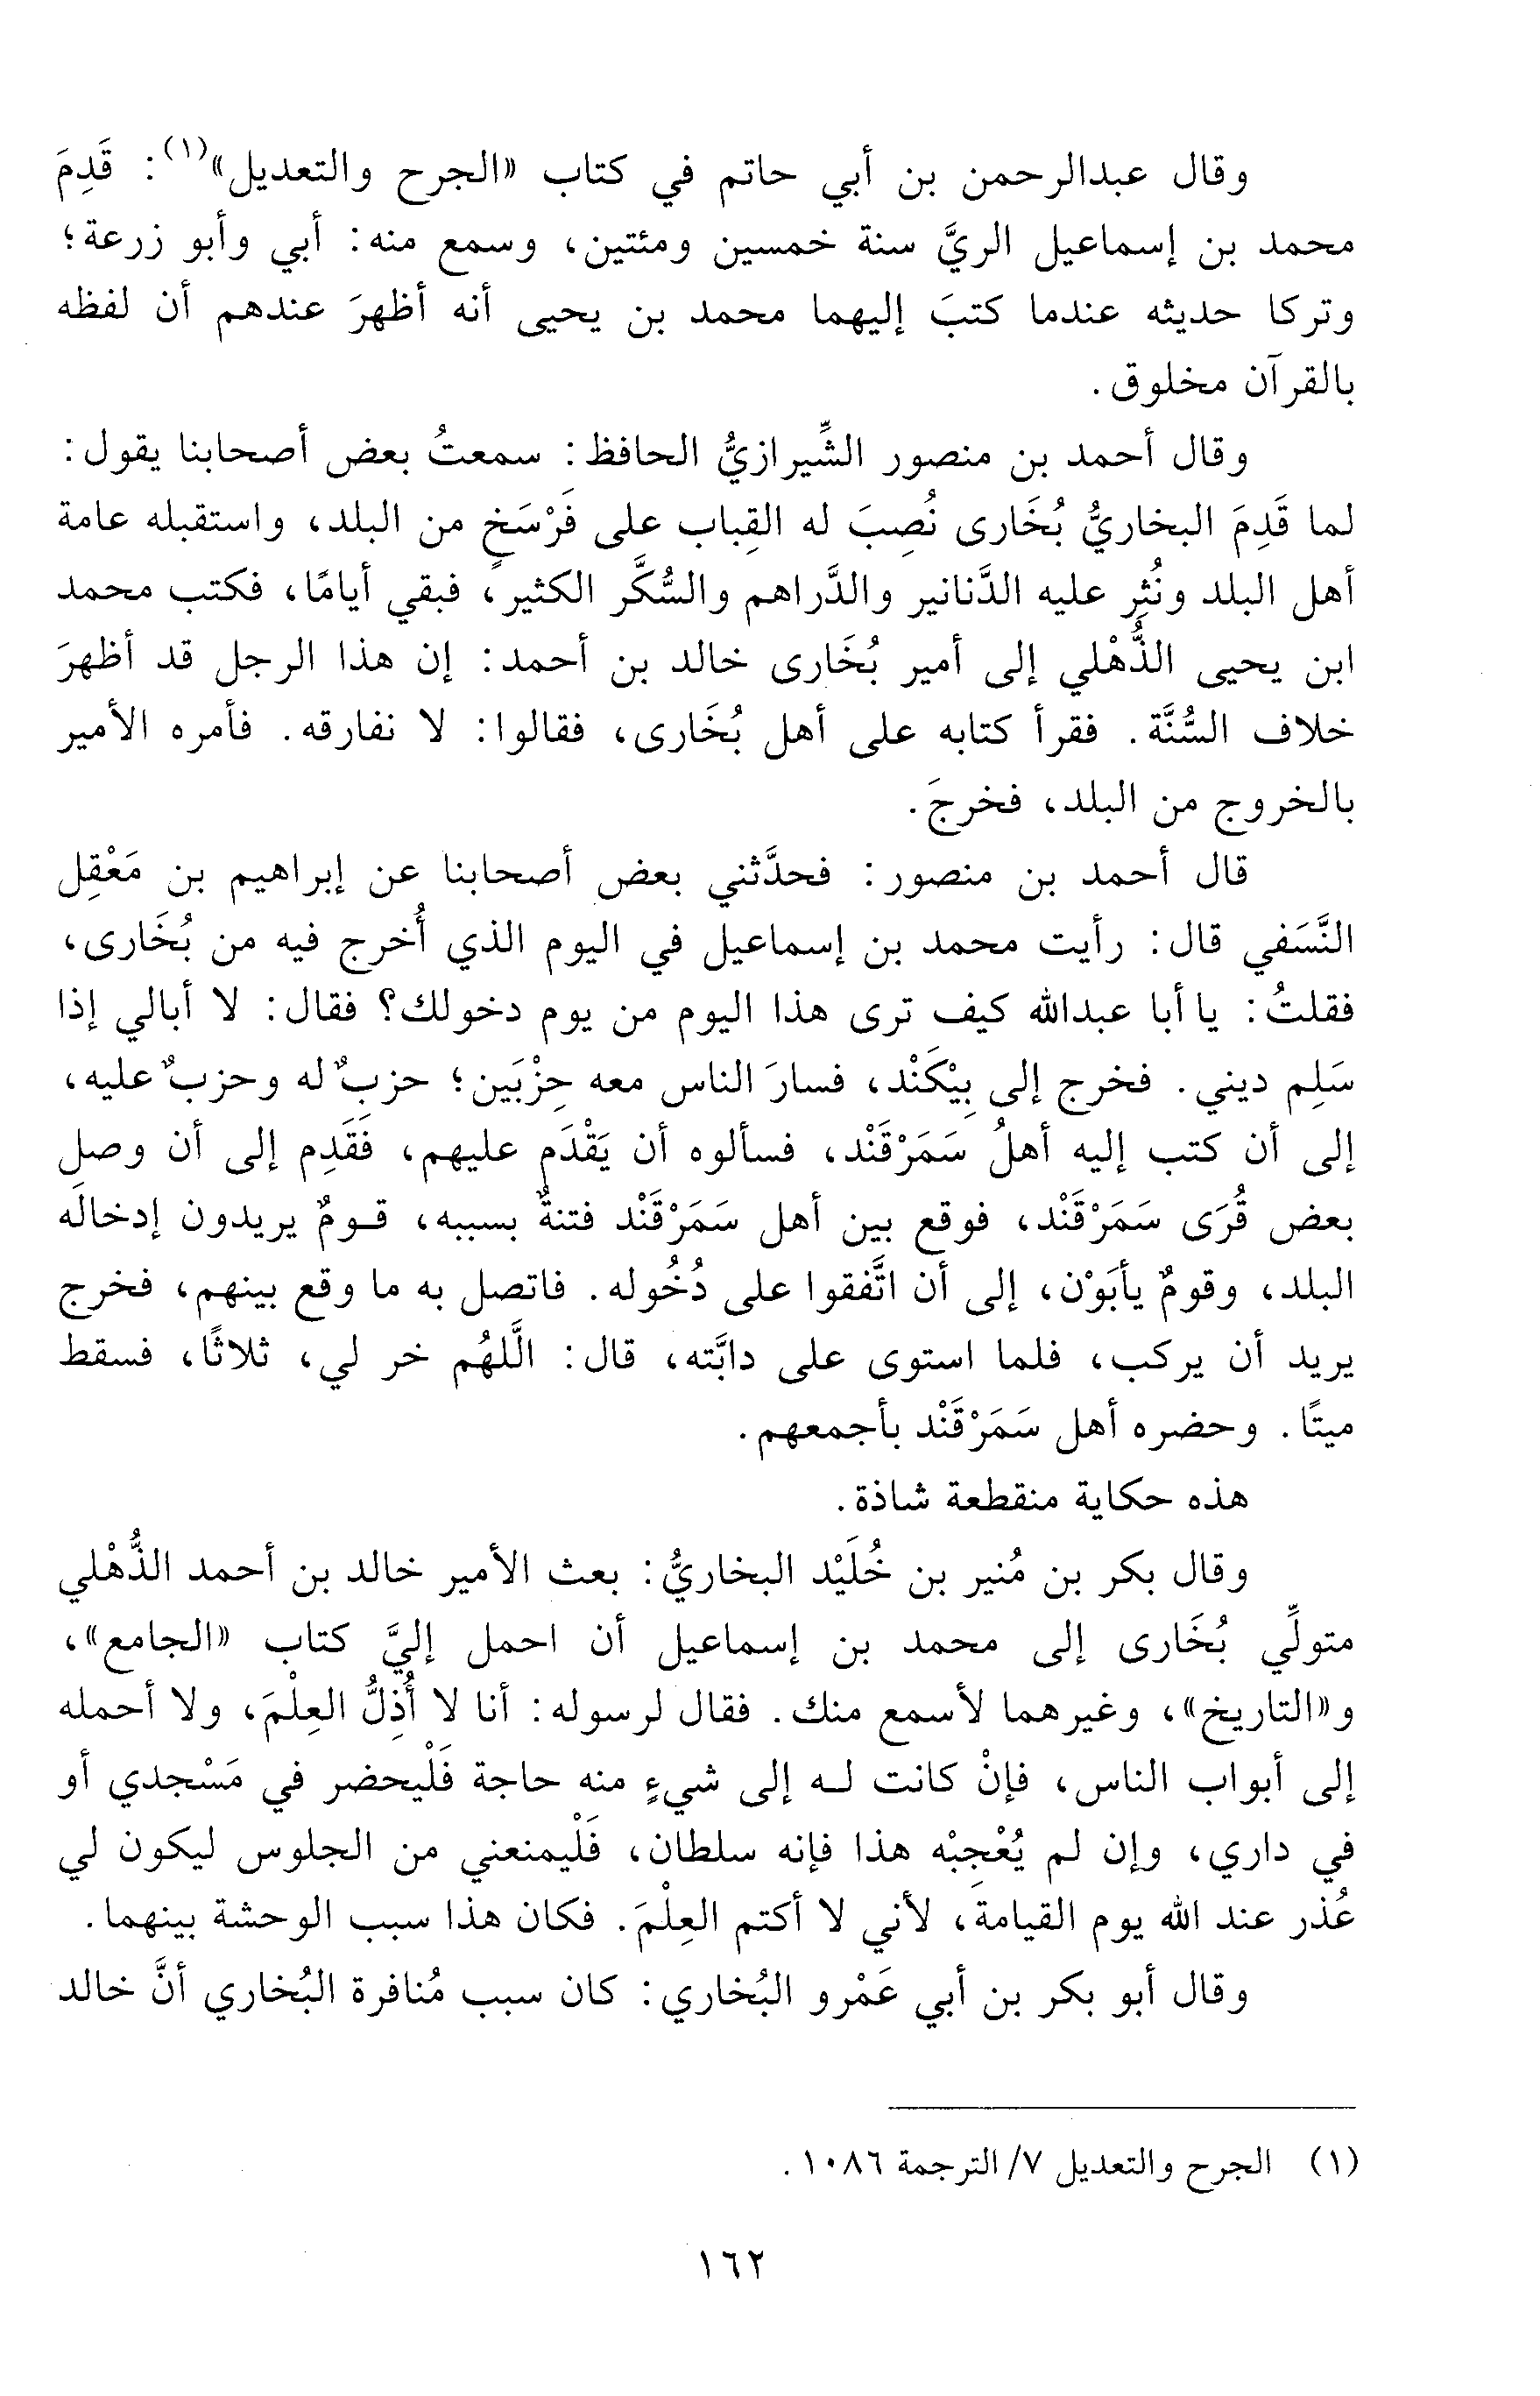 وقال عبدالرحمن بن أبي حاتم في كتاب «الجرح والتعديل»(١): قَدِمَ
محمد بن إسماعيل الريَّ سنة خمسين ومئتين، وسمع منه: أبي وأبو زرعة؛
وتركا حديثه عندما كتبَ إليهما محمد بن يحيى أنه أظهرَ عندهم أن لفظه
بالقرآن مخلوق.
وقال أحمد بن منصور الشِّيرازيُّ الحافظ: سمعتُ بعض أصحابنا يقول:
لما قَدِمَ البخاريُّ بُخَارى نُصِبَ له القِباب على فَرْسَخٍ من البلد، واستقبله عامة
أهل البلد ونُثِر عليه الدَّنانير والدَّراهم والسُّكَّر الكثير، فبقي أيامًا، فكتب محمد
ابن يحيى الذُّهْلي إلى أمير بُخَارى خالد بن أحمد: إن هذا الرجل قد أظهرَ
خلاف السُّنَّة. فقرأ كتابه على أهل بُخَارى، فقالوا: لا نفارقه. فأمره الأمير
بالخروج من البلد، فخرجَ.
قال أحمد بن منصور: فحدَّثني بعض أصحابنا عن إبراهيم بن مَعْقِل
النَّسَفي قال: رأيت محمد بن إسماعيل في اليوم الذي أُخرج فيه من بُخَارى،
فقلتُ: يا أبا عبدالله كيف ترى هذا اليوم من يوم دخولك؟ فقال: لا أبالي إذا
سَلِم ديني. فخرج إلى بِيْكَنْد، فسارَ الناس معه حِزْبَين؛ حزبٌ له وحزبٌ عليه،
إلى أن كتب إليه أهلُ سَمَرْقَنْد، فسألوه أن يَقْدَم عليهم، فَقَدِم إلى أن وصل
بعض قُرَى سَمَرْقَنْد، فوقع بين أهل سَمَرْقَنْد فتنةٌ بسببه، قومٌ يريدون إدخالَه
البلد، وقومٌ يأبَوْن، إلى أن اتَّفقوا على دُخُوله. فاتصل به ما وقع بينهم، فخرج
يريد أن يركب، فلما استوى على دابَّته، قال: الَّلهُم خر لي، ثلاثًا، فسقط
ميتًا. وحضره أهل سَمَرْقَنْد بأجمعهم.
هذه حكاية منقطعة شاذة.
وقال بكر بن مُنير بن خُلَيْد البخاريُّ: بعث الأمير خالد بن أحمد الذُّهْلي
متولِّي بُخَارى إلى محمد بن إسماعيل أن احمل إليَّ كتاب «الجامع»،
و«التاريخ»، وغيرهما لأسمع منك. فقال لرسوله: أنا لا أُذِلُّ العِلْمَ، ولا أحمله
إلى أبواب الناس، فإنْ كانت له إلى شيءٍ منه حاجة فَلْيحضر في مَسْجدي أو
في داري، وإن لم يُعْجِبْه هذا فإنه سلطان، فَلْيمنعني من الجلوس ليكون لي
عُذر عند الله يوم القيامة، لأني لا أكتم العِلْمَ. فكان هذا سبب الوحشة بينهما.
وقال أبو بكر بن أبي عَمْرو البُخاري: كان سبب مُنافرة البُخاري أنَّ خالد
(١) الجرح والتعديل ٧/ الترجمة ١٠٨٦.
١٦٢